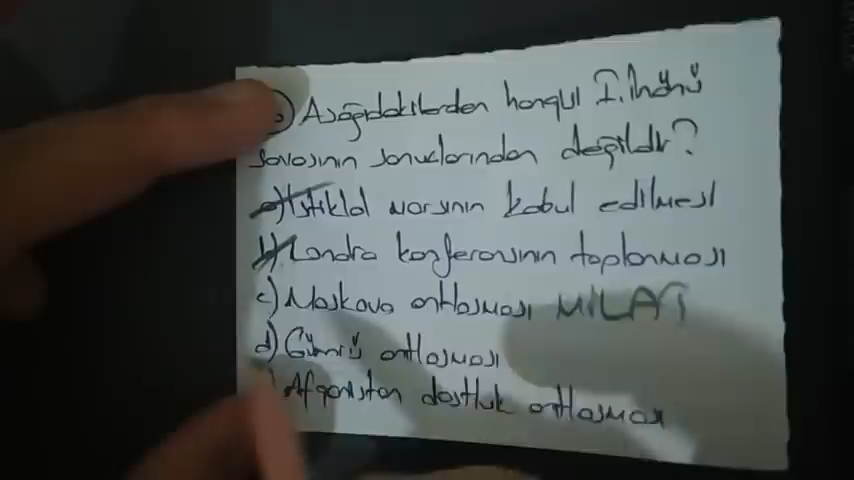 Aşağıdakilerden hangisi I. İnönü
savaşının sonuclarından değildir?
a) İstiklal marşının kabul edilmesi
b) Londra konferansının toplanması
c) Moskova antlaşması MİLAT
d) Gümrü antlaşması
Afganistan dostluk antlaşması